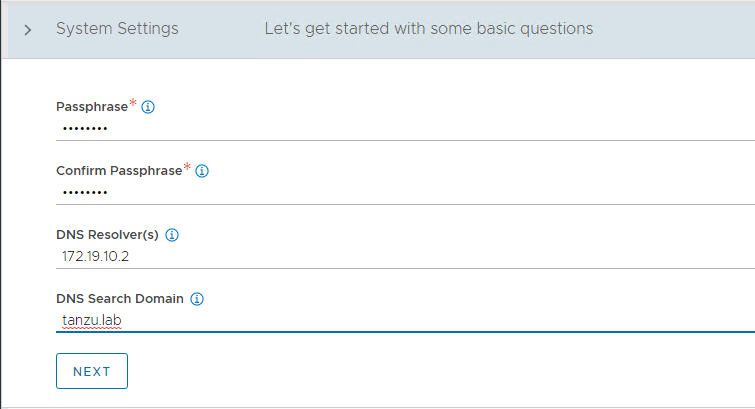 System Settings Let's get started with some basic questions
Passphrase*
••••••••
Confirm Passphrase*
••••••••
DNS Resolver(s)
172.19.10.2
DNS Search Domain
tanzu.lab
NEXT